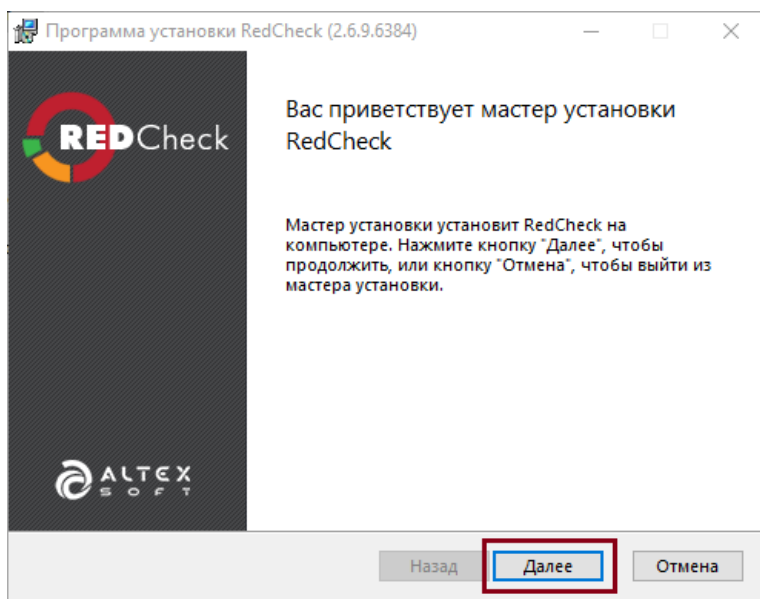 Программа установки RedCheck (2.6.9.6384)
REDCheck
Вас приветствует мастер установки
RedCheck
Мастер установки установит RedCheck на
компьютере. Нажмите кнопку "Далее", чтобы
продолжить, или кнопку "Отмена", чтобы выйти из
мастера установки.
ALTEX
SOFT
Назад
Далее
Отмена